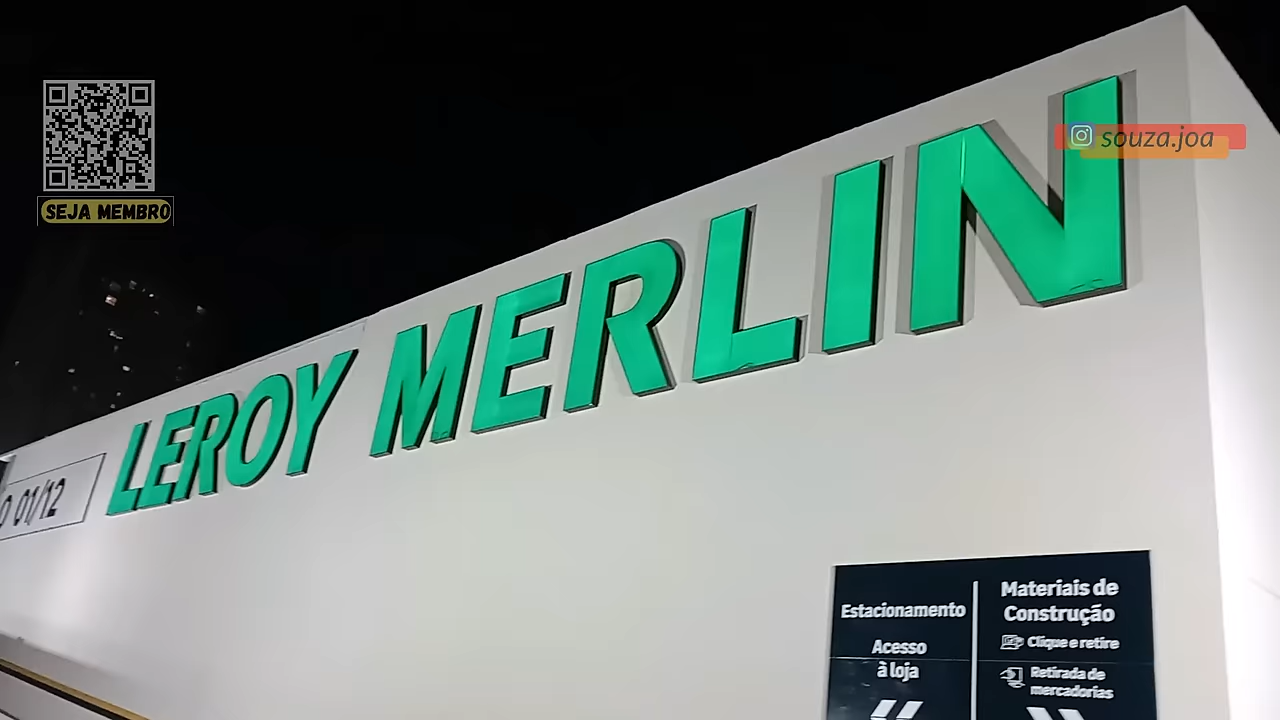 SEJA MEMBRO
souza.joa
LEROY MERLIN
01/12
Estacionamento
Acesso
à loja
Materiais de
Construção
Clique e retire
Retirada de
mercadorias